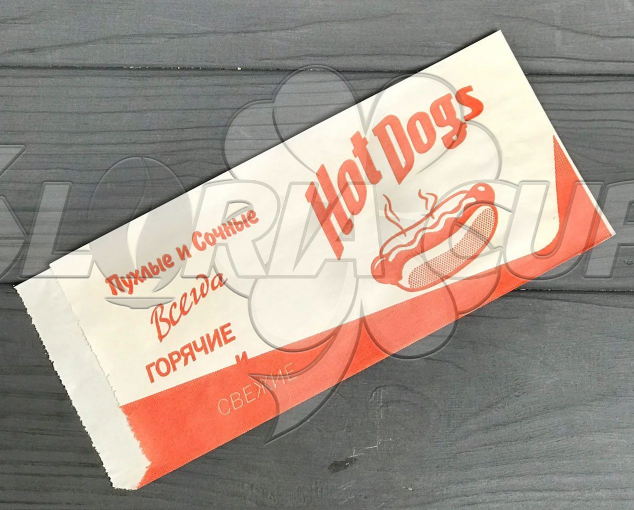 Hot Dogs
Пухлые и Сочные
Всегда
ГОРЯЧИЕ
и
СВЕЖИЕ